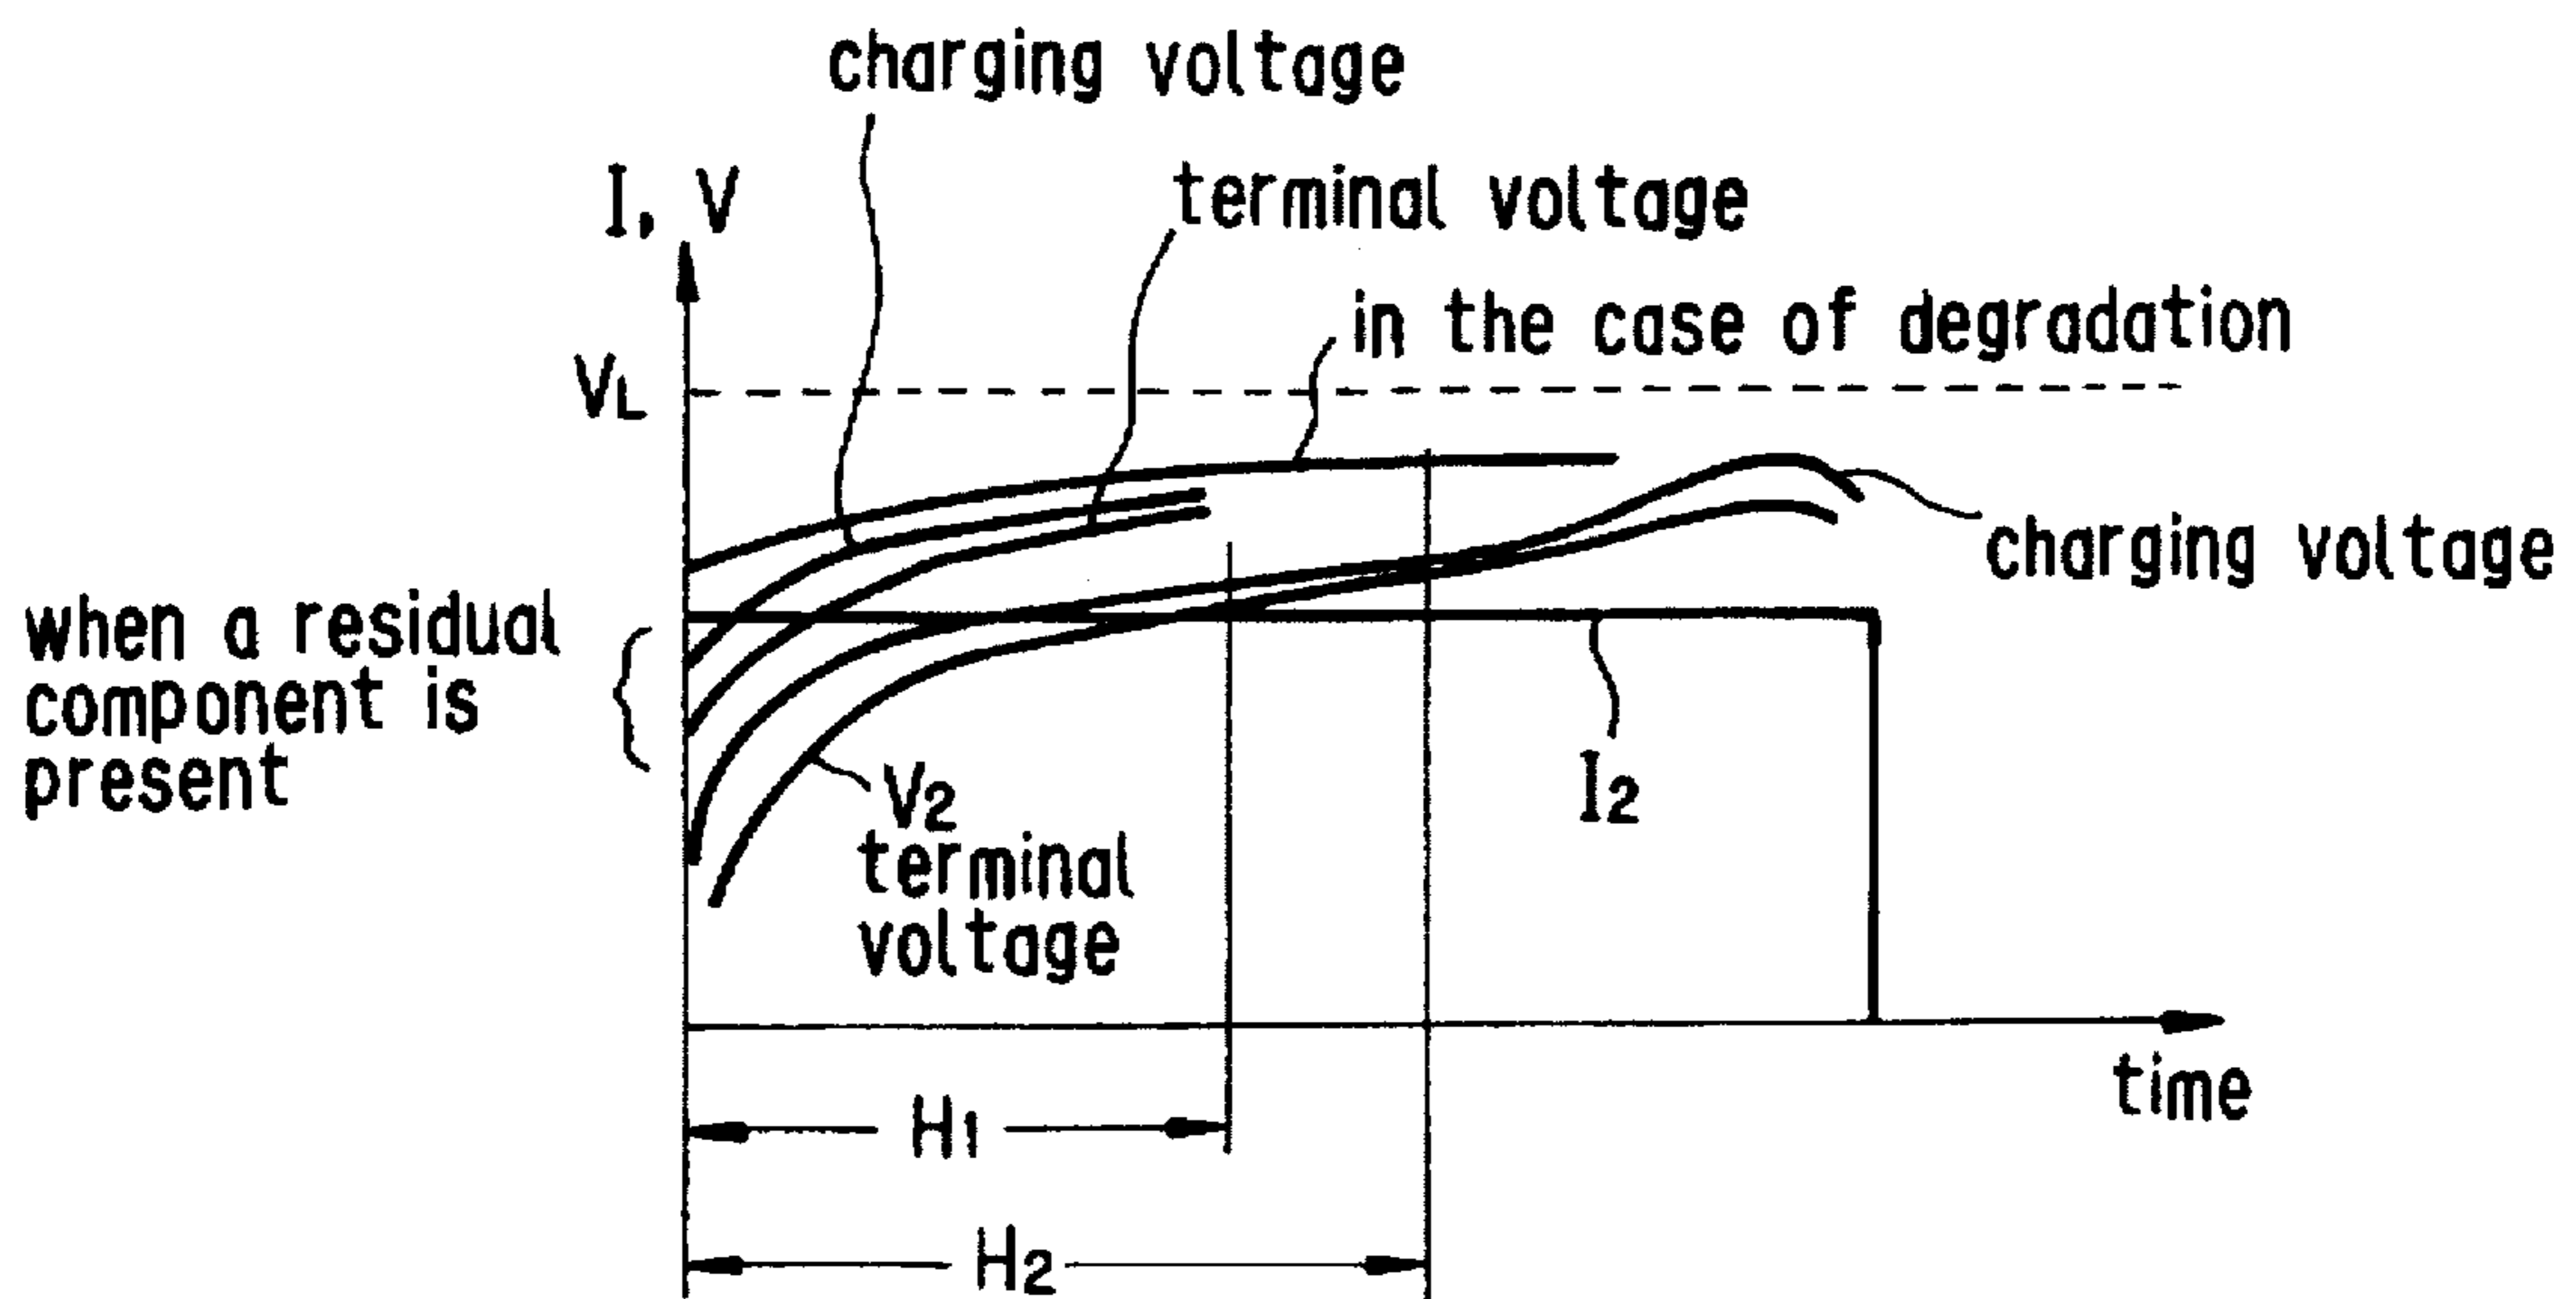 charging voltage
I, V
terminal voltage
in the case of degradation
VL
charging voltage
when a residual
component is
present
V2
terminal
voltage
I2
time
H1
H2